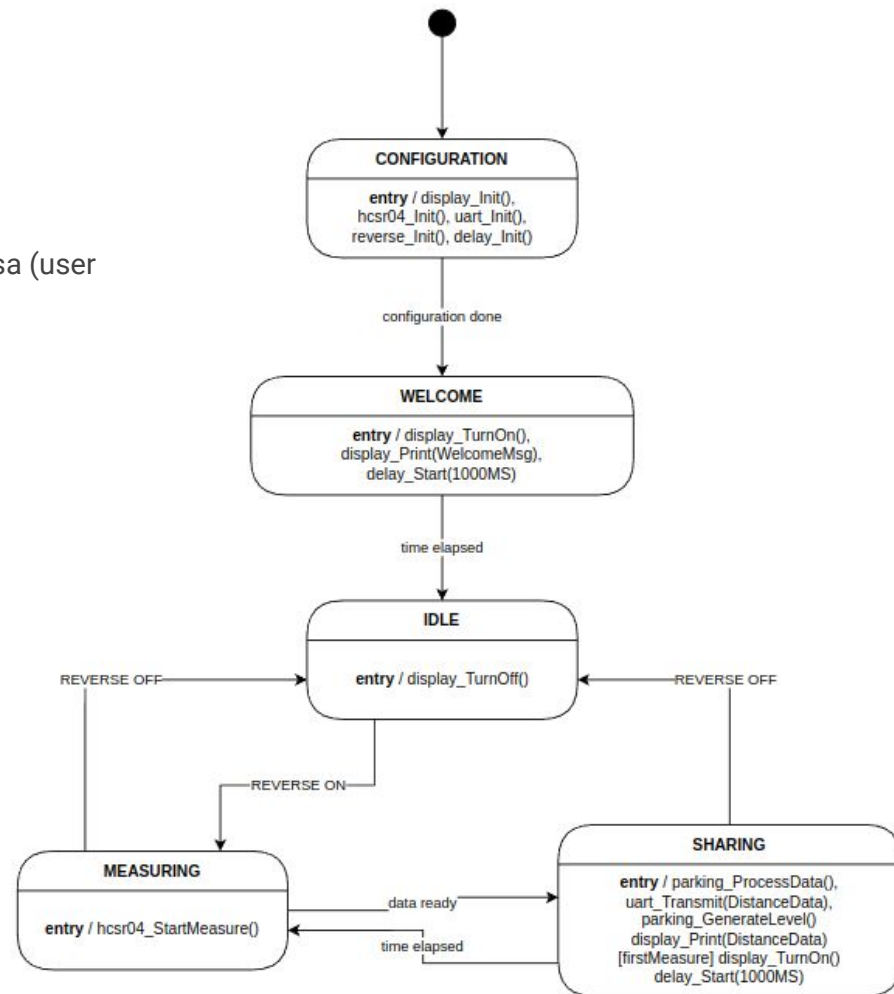 CONFIGURATION
entry / display_Init(),
hcsr04_Init(), uart_Init(),
reverse_Init(), delay_Init()
sa (user
configuration done
WELCOME
entry / display_TurnOn(),
display_Print(WelcomeMsg),
delay_Start(1000MS)
time elapsed
IDLE
entry / display_TurnOff()
REVERSE OFF
REVERSE OFF
REVERSE ON
MEASURING
entry / hcsr04_StartMeasure()
data ready
time elapsed
SHARING
entry / parking_ProcessData(),
uart_Transmit(DistanceData),
parking_GenerateLevel()
display_Print(DistanceData)
[firstMeasure] display_TurnOn()
delay_Start(1000MS)